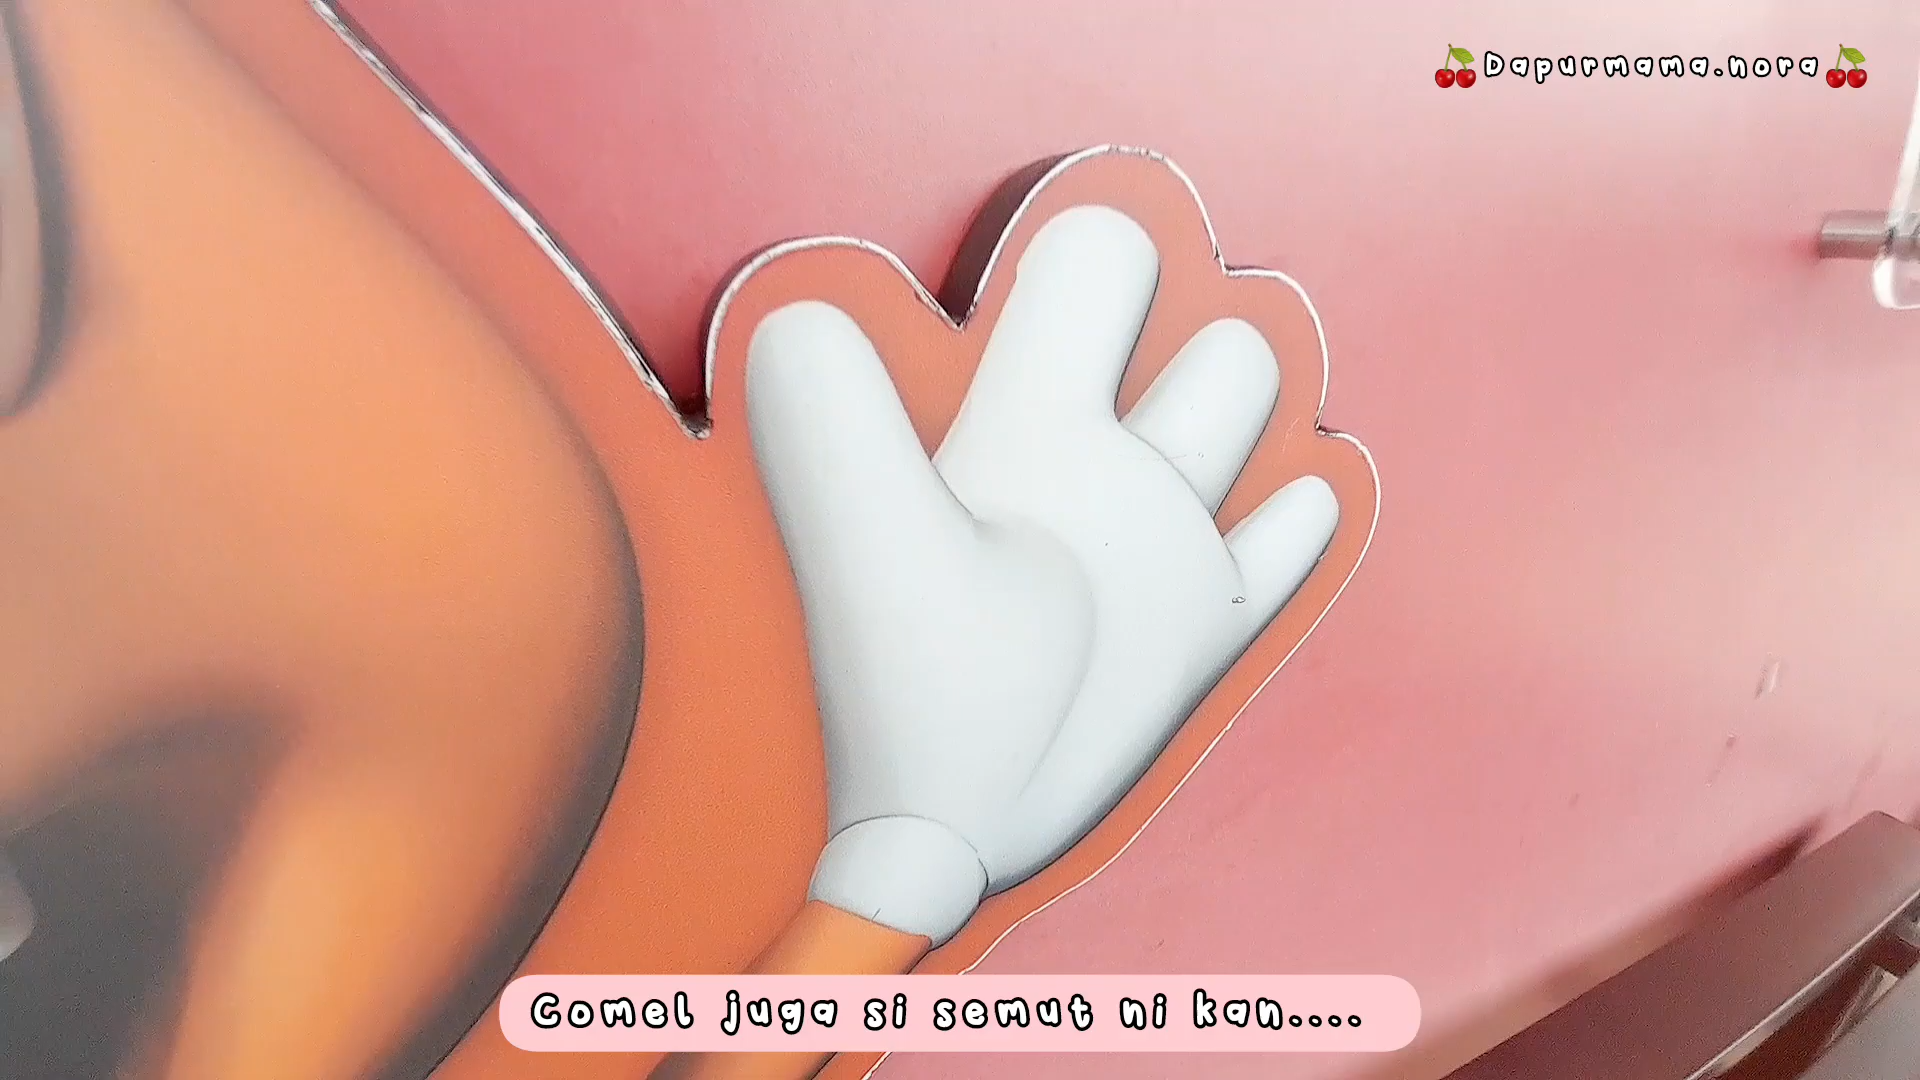 🍒Dapurmama.nora🍒
Comel juga si semut ni kan....